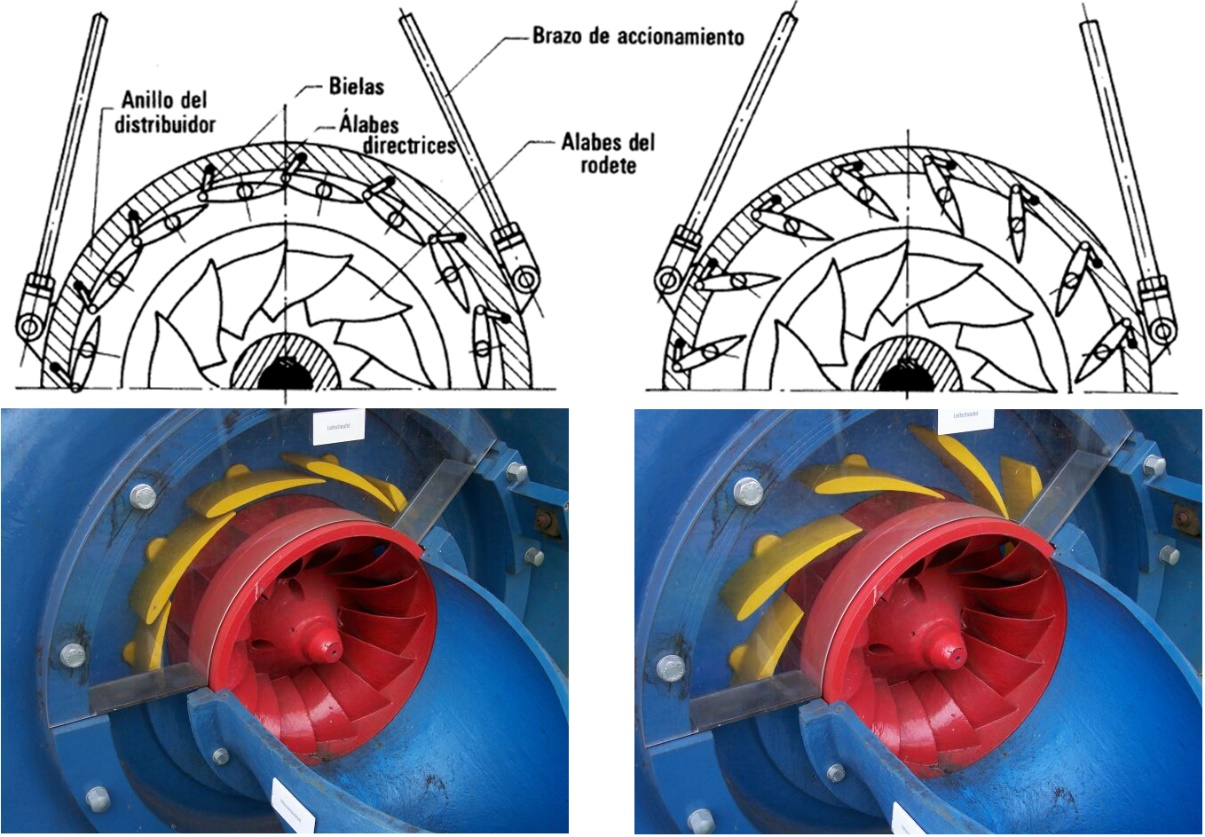 Brazo de accionamiento
Bielas
Anillo del
distribuidor
Álabes
directrices
Alabes del
rodete